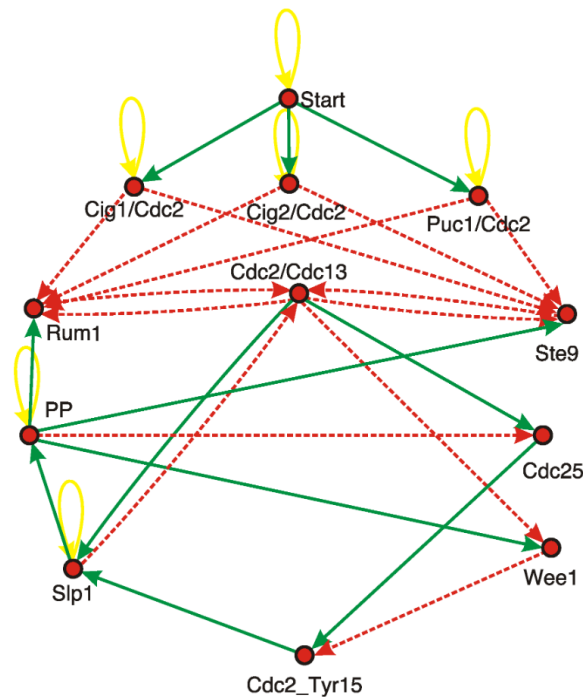 Start
Cig1/Cdc2
Cig2/Cdc2
Puc1/Cdc2
Cdc2/Cdc13
Rum1
Ste9
PP
Cdc25
Wee1
Slp1
Cdc2_Tyr15